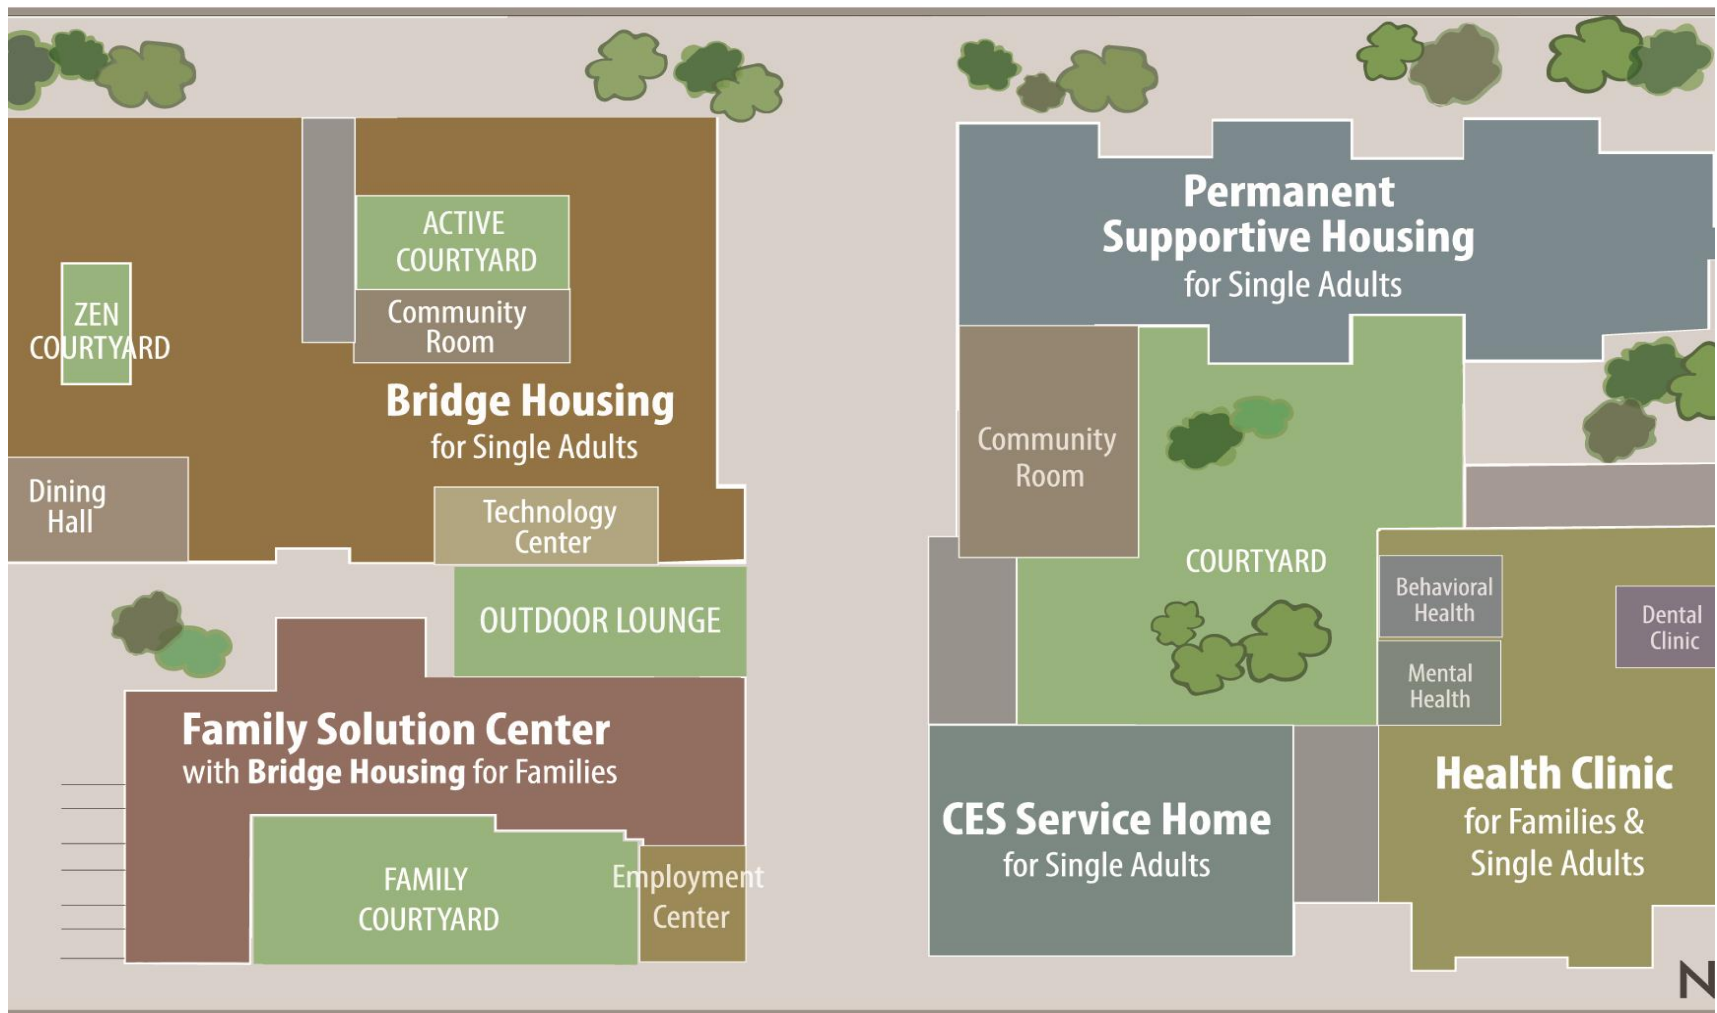 ACTIVE
COURTYARD
Community
Room
ZEN
COURTYARD
Bridge Housing
for Single Adults
Dining
Hall
Technology
Center
OUTDOOR LOUNGE
Family Solution Center
with Bridge Housing for Families
FAMILY
COURTYARD
Employment
Center
Permanent
Supportive Housing
for Single Adults
Community
Room
COURTYARD
Behavioral
Health
Mental
Health
Dental
Clinic
CES Service Home
for Single Adults
Health Clinic
for Families &
Single Adults
N